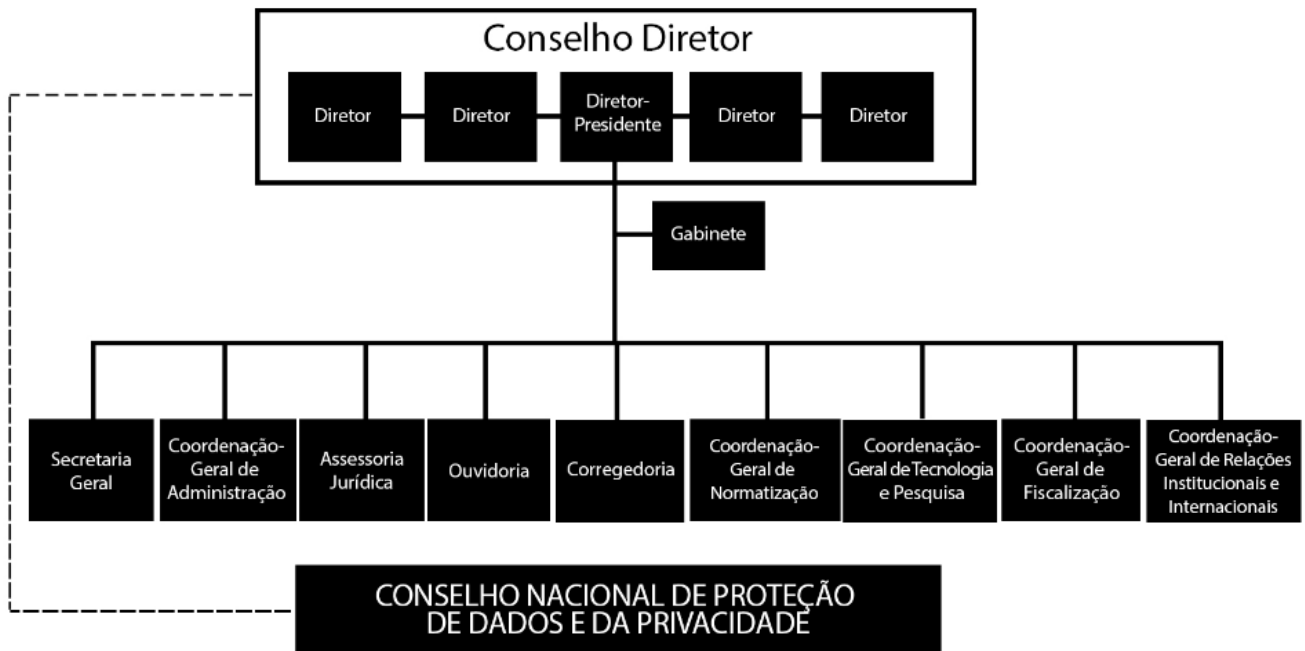 Conselho Diretor
Diretor
Diretor
Diretor-
Presidente
Diretor
Diretor
Gabinete
Secretaria
Geral
Coordenação-
Geral de
Administração
Assessoria
Jurídica
Ouvidoria
Corregedoria
Coordenação-
Geral de
Normatização
Coordenação-
Geral de Tecnologia
e Pesquisa
Coordenação-
Geral de
Fiscalização
Coordenação-
Geral de Relações
Institucionais e
Internacionais
CONSELHO NACIONAL DE PROTEÇÃO
DE DADOS E DA PRIVACIDADE